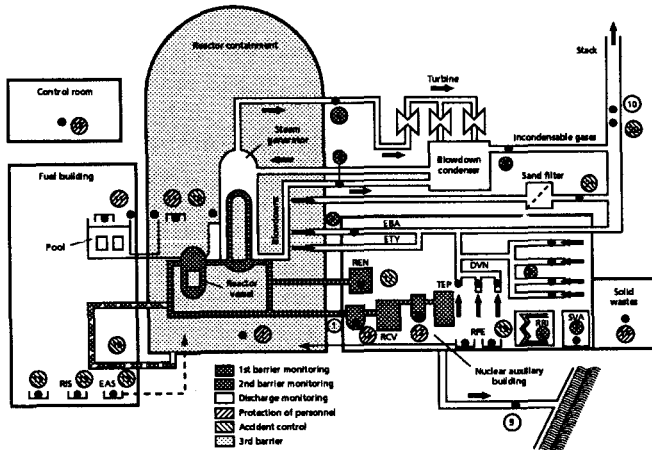 Reactor containment
Stack
Control room
Turbine
10
Steam
generator
Incondensable gases
Fuel building
Blowdown
condenser
Sand filter
Blowdown
EBA
Pool
ETY
REN
TEP
DVN
Reactor
vessel
Solid
wastes
1
RCV
RPE
SVA
RIS
EAS
Nuclear auxiliary
building
1st barrier monitoring
2nd barrier monitoring
Discharge monitoring
Protection of personnel
Accident control
3rd barrier
9